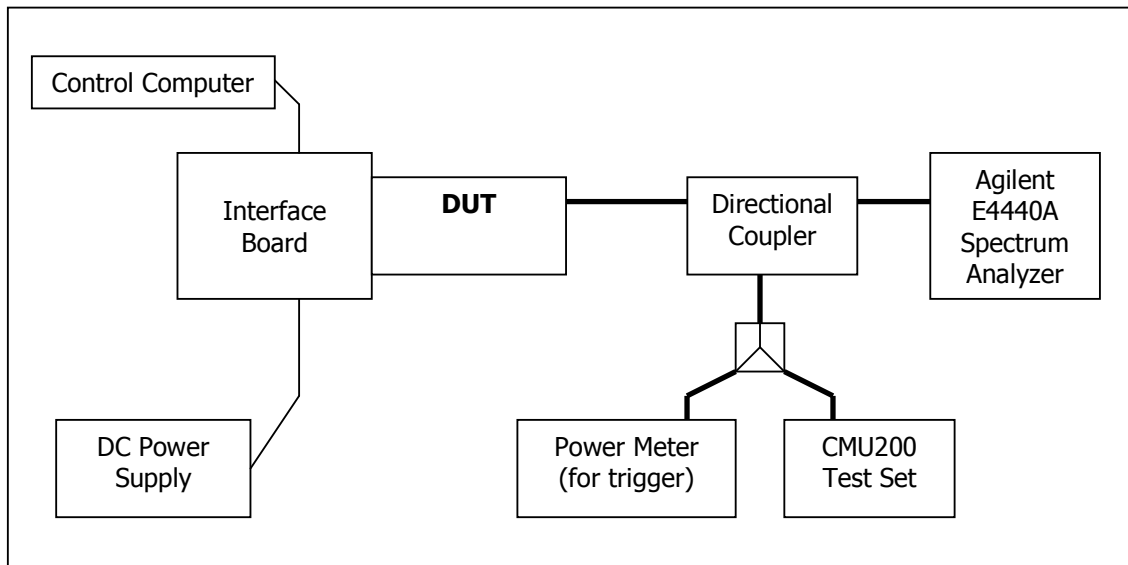 Control Computer
Interface
Board
DUT
Directional
Coupler
Agilent
E4440A
Spectrum
Analyzer
DC Power
Supply
Power Meter
(for trigger)
CMU200
Test Set